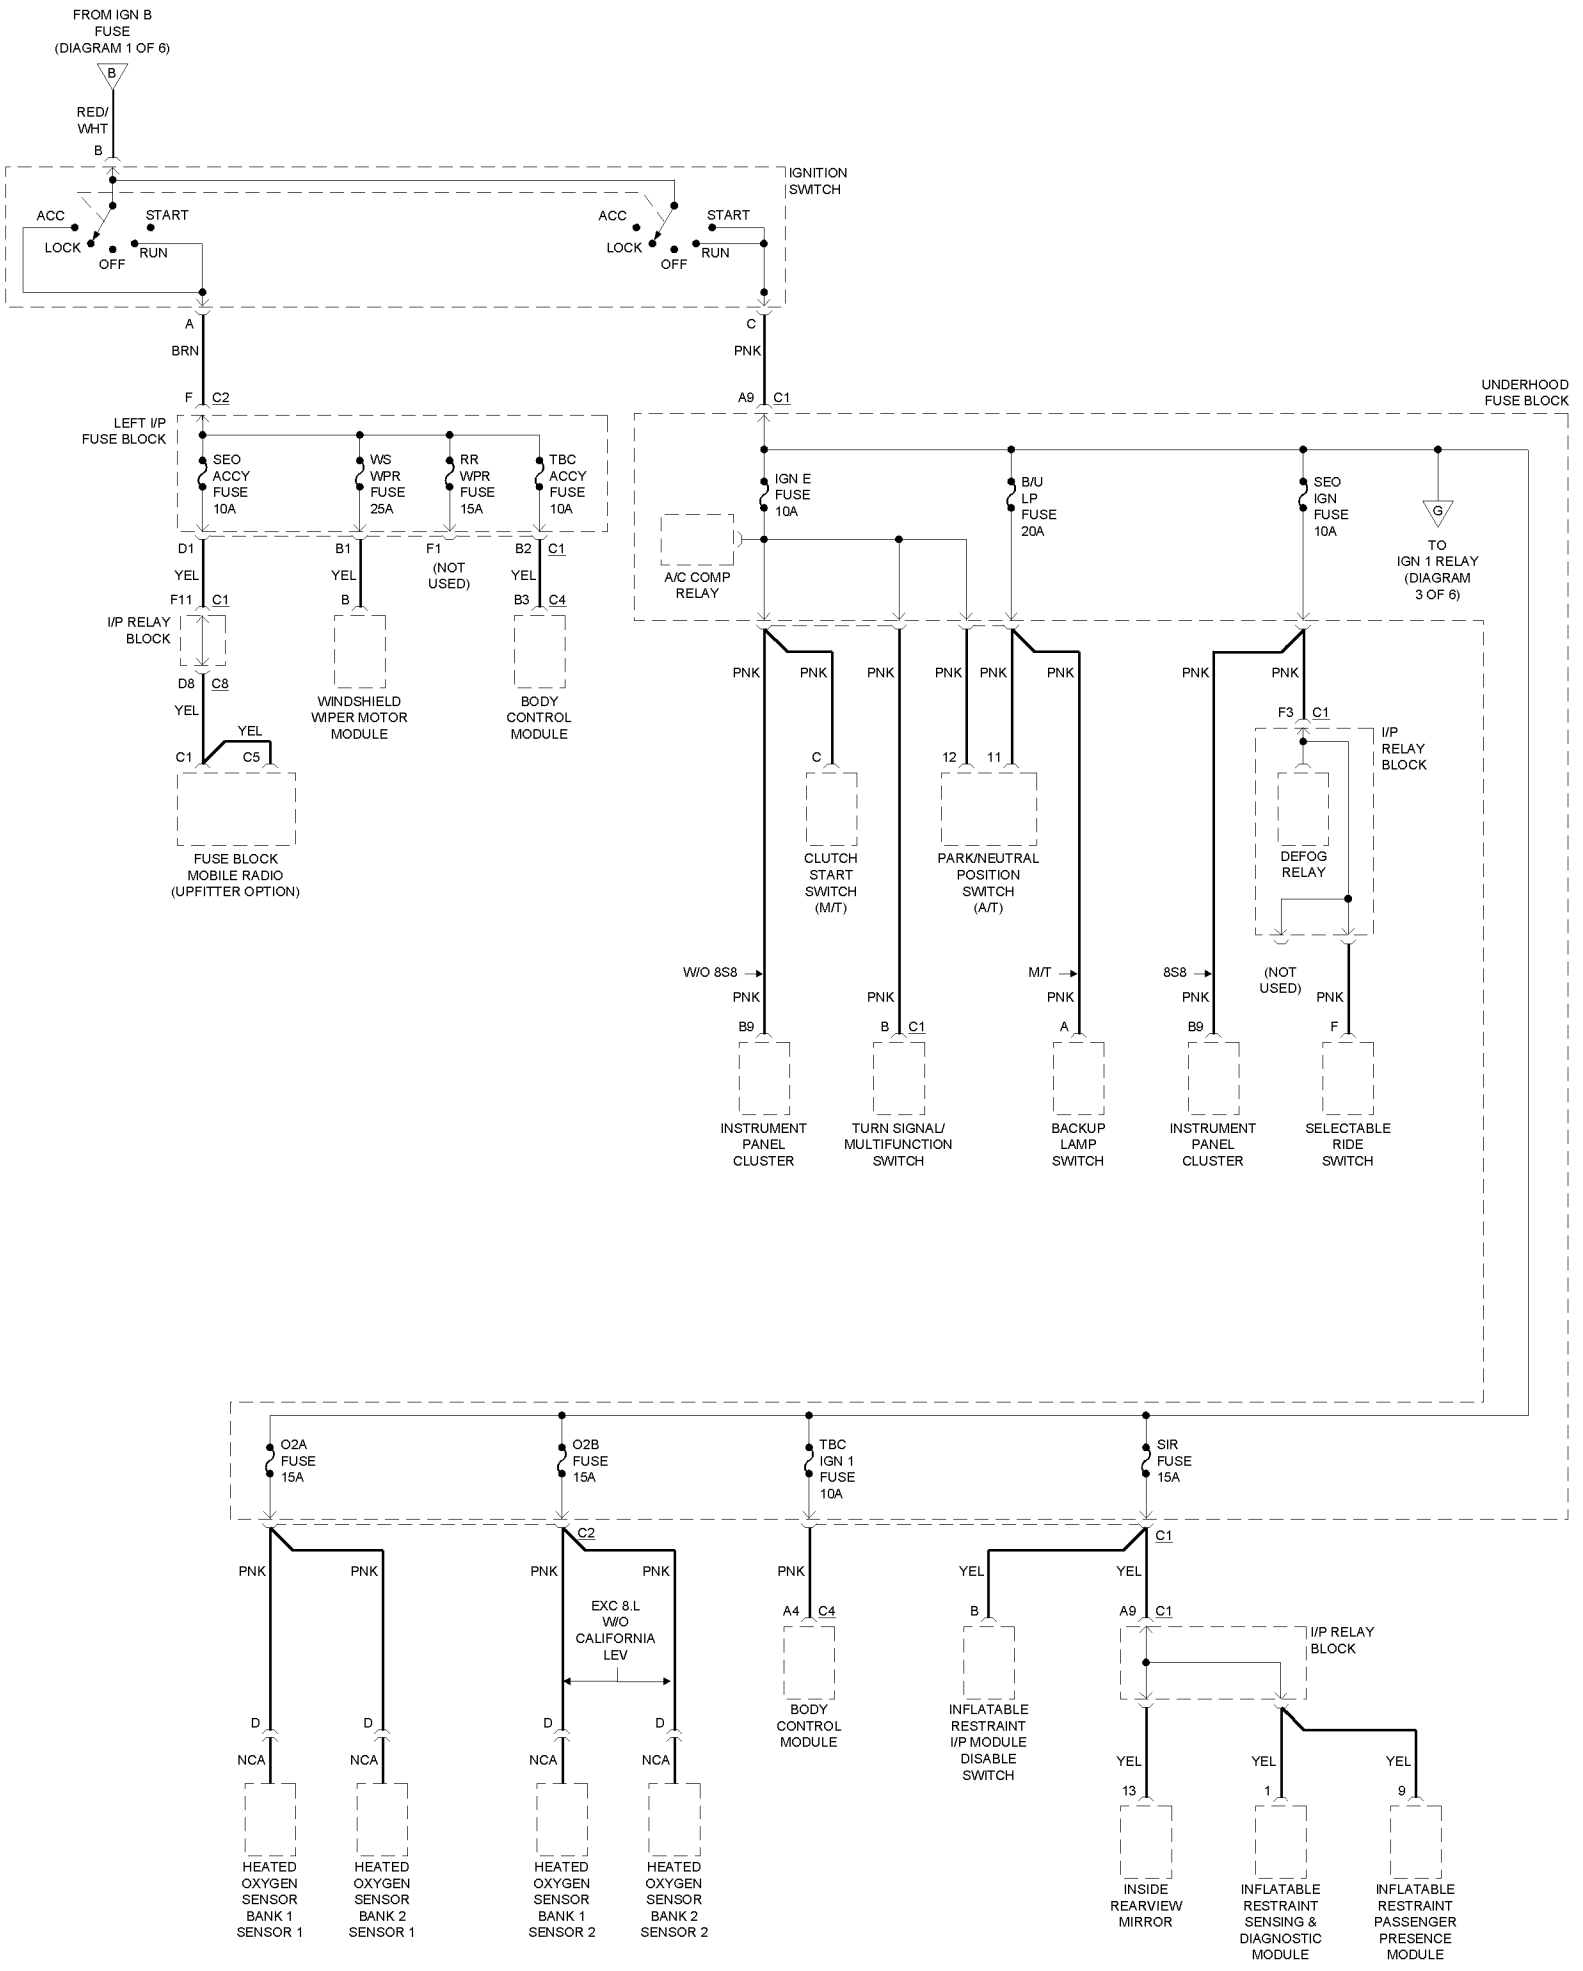 FROM IGN B
FUSE
(DIAGRAM 1 OF 6)
B
RED/
WHT
B
IGNITION
SWITCH
ACC
START
LOCK
RUN
OFF
ACC
START
LOCK
RUN
OFF
A
C
BRN
PNK
F C2
A9 C1
UNDERHOOD
FUSE BLOCK
LEFT I/P
FUSE BLOCK
SEO
ACCY
FUSE
10A
WS
WPR
FUSE
25A
RR
WPR
FUSE
15A
TBC
ACCY
FUSE
10A
IGN E
FUSE
10A
B/U
LP
FUSE
20A
SEO
IGN
FUSE
10A
G
TO
IGN 1 RELAY
(DIAGRAM
3 OF 6)
A/C COMP
RELAY
D1
B1
F1
(NOT
USED)
B2 C1
YEL
YEL
YEL
F11 C1
B
B3 C4
I/P RELAY
BLOCK
D8 C8
YEL
YEL
C1
C5
WINDSHIELD
WIPER MOTOR
MODULE
BODY
CONTROL
MODULE
FUSE BLOCK
MOBILE RADIO
(UPFITTER OPTION)
PNK
PNK
PNK
PNK
PNK
PNK
PNK
PNK
F3 C1
I/P
RELAY
BLOCK
C
12
11
CLUTCH
START
SWITCH
(M/T)
PARK/NEUTRAL
POSITION
SWITCH
(A/T)
DEFOG
RELAY
W/O 8S8
M/T
8S8
(NOT
USED)
PNK
PNK
PNK
PNK
PNK
B9
B C1
A
B9
F
INSTRUMENT
PANEL
CLUSTER
TURN SIGNAL/
MULTIFUNCTION
SWITCH
BACKUP
LAMP
SWITCH
INSTRUMENT
PANEL
CLUSTER
SELECTABLE
RIDE
SWITCH
O2A
FUSE
15A
O2B
FUSE
15A
TBC
IGN 1
FUSE
10A
SIR
FUSE
15A
C2
C1
PNK
PNK
PNK
PNK
PNK
YEL
YEL
EXC 8.L
W/O
CALIFORNIA
LEV
A4 C4
B
A9 C1
I/P RELAY
BLOCK
BODY
CONTROL
MODULE
INFLATABLE
RESTRAINT
I/P MODULE
DISABLE
SWITCH
D
D
D
D
NCA
NCA
NCA
NCA
YEL
YEL
YEL
13
1
9
HEATED
OXYGEN
SENSOR
BANK 1
SENSOR 1
HEATED
OXYGEN
SENSOR
BANK 2
SENSOR 1
HEATED
OXYGEN
SENSOR
BANK 1
SENSOR 2
HEATED
OXYGEN
SENSOR
BANK 2
SENSOR 2
INSIDE
REARVIEW
MIRROR
INFLATABLE
RESTRAINT
SENSING &
DIAGNOSTIC
MODULE
INFLATABLE
RESTRAINT
PASSENGER
PRESENCE
MODULE